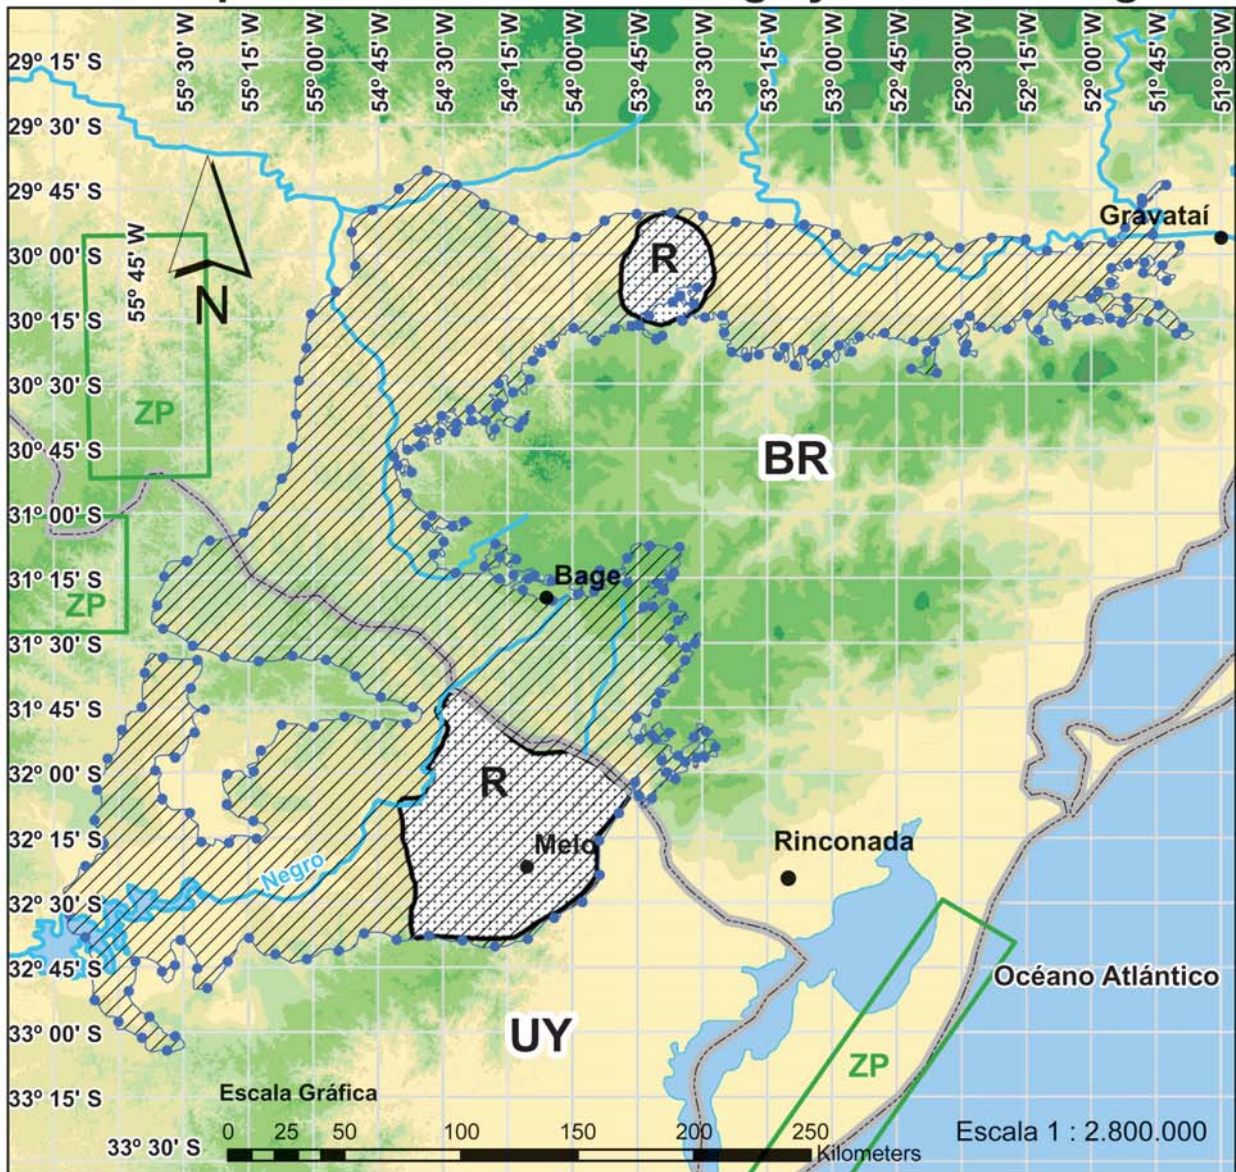 55º 30' W
55º 15' W
55º 00' W
54º 45' W
54º 30' W
54º 15' W
54º 00' W
53º 45' W
53º 30' W
53º 15' W
53º 00' W
52º 45' W
52º 30' W
52º 15' W
52º 00' W
51º 45' W
51º 30' W
29º 15' S
29º 30' S
29º 45' S
Gravataí
30º 00' S
55º 45' W
R
N
30º 15' S
30º 30' S
ZP
30º 45' S
BR
31º 00' S
31º 15' S
Bage
ZP
31º 30' S
31º 45' S
32º 00' S
R
32º 15' S
Melo
Rinconada
Negro
32º 30' S
32º 45' S
Océano Atlántico
33º 00' S
UY
ZP
33º 15' S
Escala Gráfica
33º 30' S
0 25 50 100 150 200 250
Kilometers
Escala 1 : 2.800.000